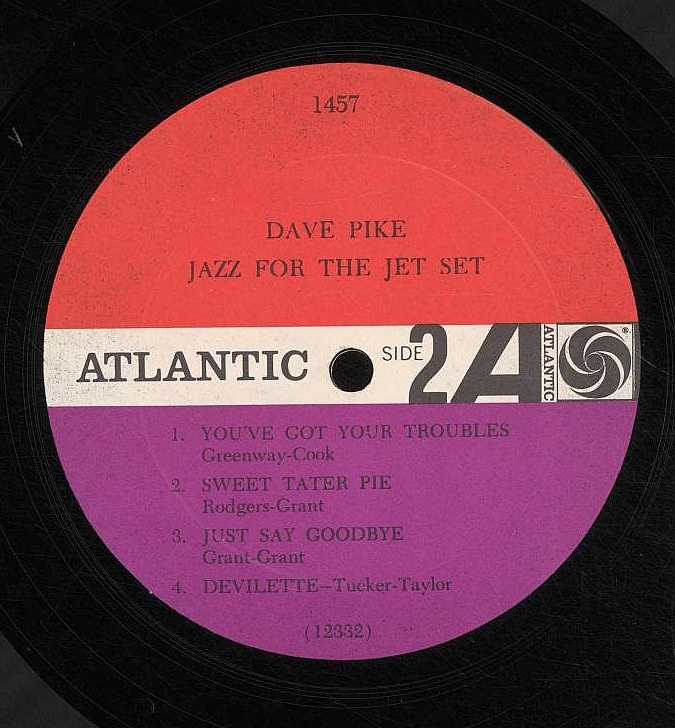 1457
DAVE PIKE
JAZZ FOR THE JET SET
ATLANTIC
SIDE 2
A
ATLANTIC
®
1. YOU'VE GOT YOUR TROUBLES
Greenway-Cook
2. SWEET TATER PIE
Rodgers-Grant
3. JUST SAY GOODBYE
Grant-Grant
4. DEVILETTE—Tucker-Taylor
(12332)